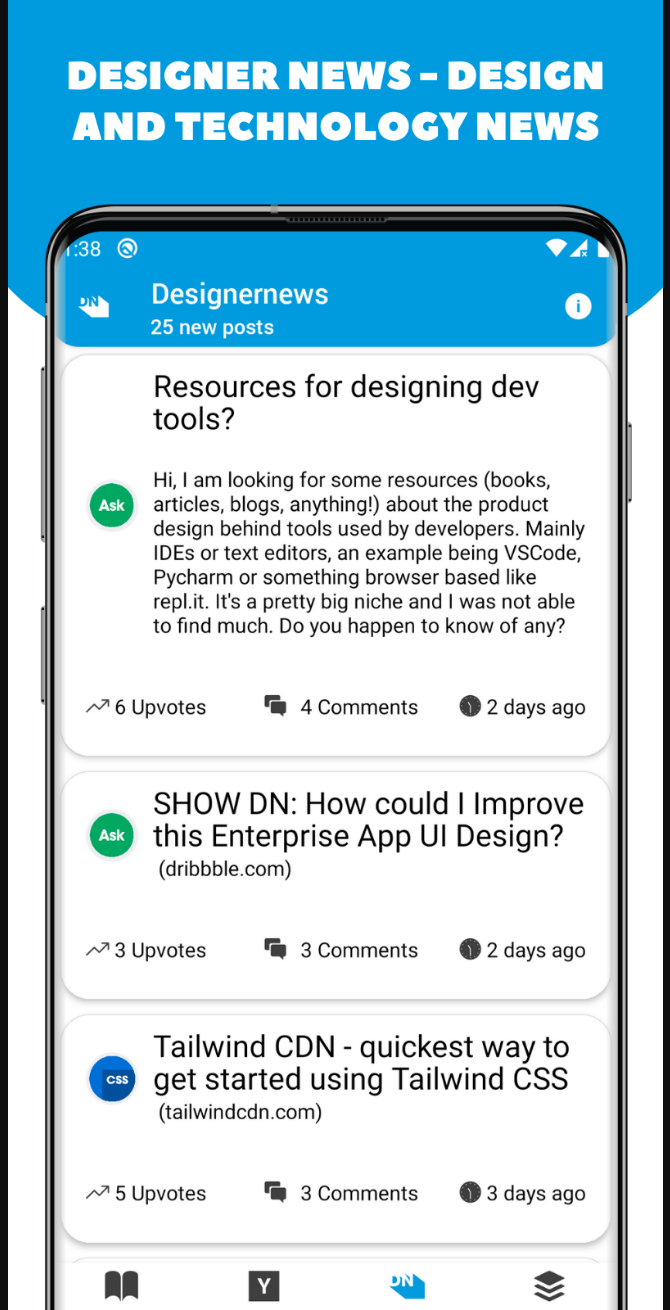 DESIGNER NEWS - DESIGN
AND TECHNOLOGY NEWS
:38
DN
Designernews
25 new posts
i
Resources for designing dev
tools?
Ask
Hi, I am looking for some resources (books,
articles, blogs, anything!) about the product
design behind tools used by developers. Mainly
IDEs or text editors, an example being VSCode,
Pycharm or something browser based like
repl.it. It's a pretty big niche and I was not able
to find much. Do you happen to know of any?
6 Upvotes 4 Comments 2 days ago
SHOW DN: How could I Improve
Ask
this Enterprise App UI Design?
(dribbble.com)
3 Upvotes 3 Comments 2 days ago
Tailwind CDN - quickest way to
CSS
get started using Tailwind CSS
(tailwindcdn.com)
5 Upvotes 3 Comments 3 days ago
Y DN